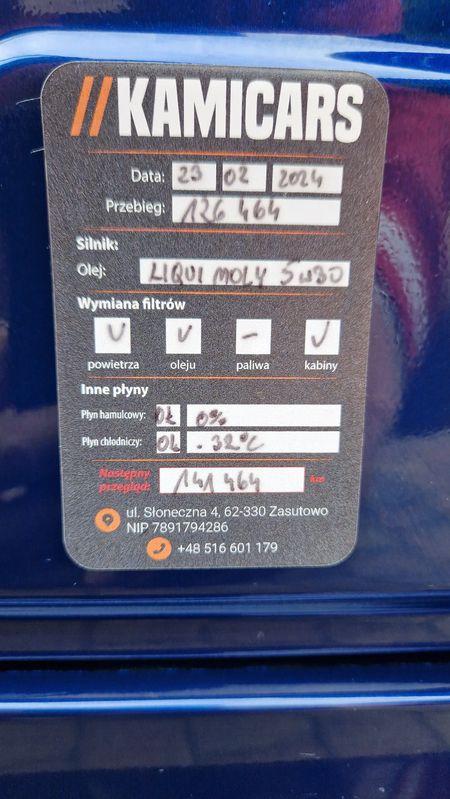 //KAMICARS
Data: 23 02 2024
Przebieg: 126 464
Silnik:
Olej: LIQUI MOLY 5W30
Wymiana filtrów
V V – V
powietrza oleju paliwa kabiny
Inne płyny
Płyn hamulcowy: OK 0%
Płyn chłodniczy: OK -32°C
Następny
przegląd: 141 464 km
ul. Słoneczna 4, 62-330 Zasutowo
NIP 7891794286
+48 516 601 179